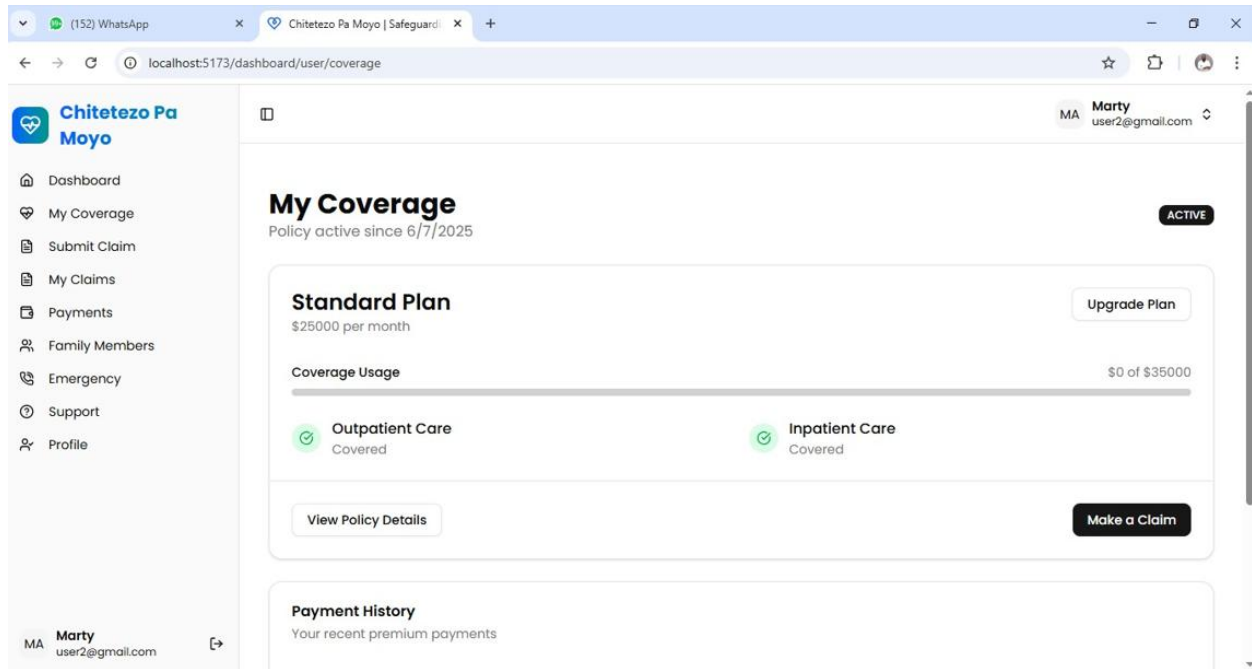 (152) WhatsApp
Chitetezo Pa Moyo | Safeguardi
localhost:5173/dashboard/user/coverage
Chitetezo Pa
Moyo
Dashboard
My Coverage
Submit Claim
My Claims
Payments
Family Members
Emergency
Support
Profile
MA
Marty
user2@gmail.com
MA
Marty
user2@gmail.com
My Coverage
Policy active since 6/7/2025
ACTIVE
Standard Plan
$25000 per month
Upgrade Plan
Coverage Usage
$0 of $35000
Outpatient Care
Covered
Inpatient Care
Covered
View Policy Details
Make a Claim
Payment History
Your recent premium payments